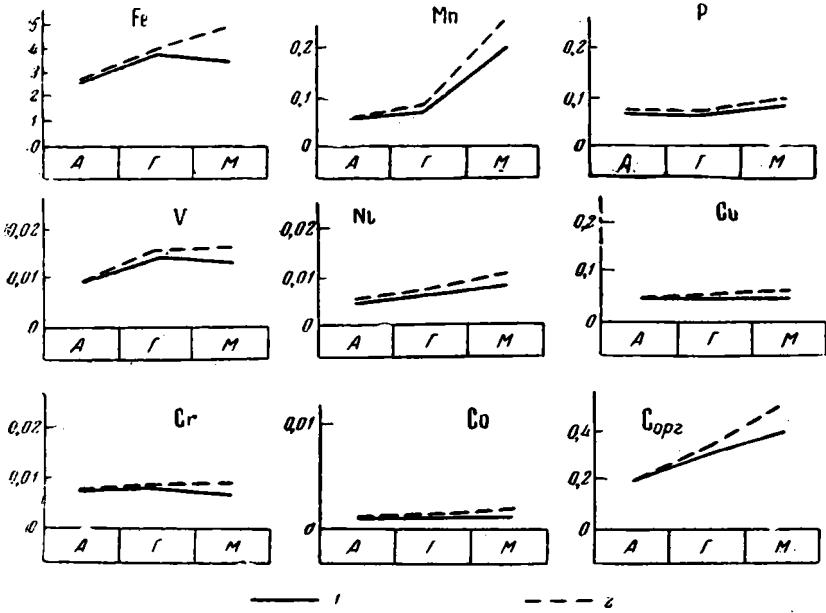 Fe
5
4
3
2
1
0
А Г М
Mn
0,2
0,1
0
А Г М
P
0,2
0,1
0
А Г М
V
0,02
0,01
0
А Г М
Ni
0,02
0,01
0
А Г М
Cu
0,2
0,1
0
А Г М
Cr
0,02
0,01
0
А Г М
Co
0,01
0
А Г М
Cорг
0,4
0,2
0
А Г М
1 2